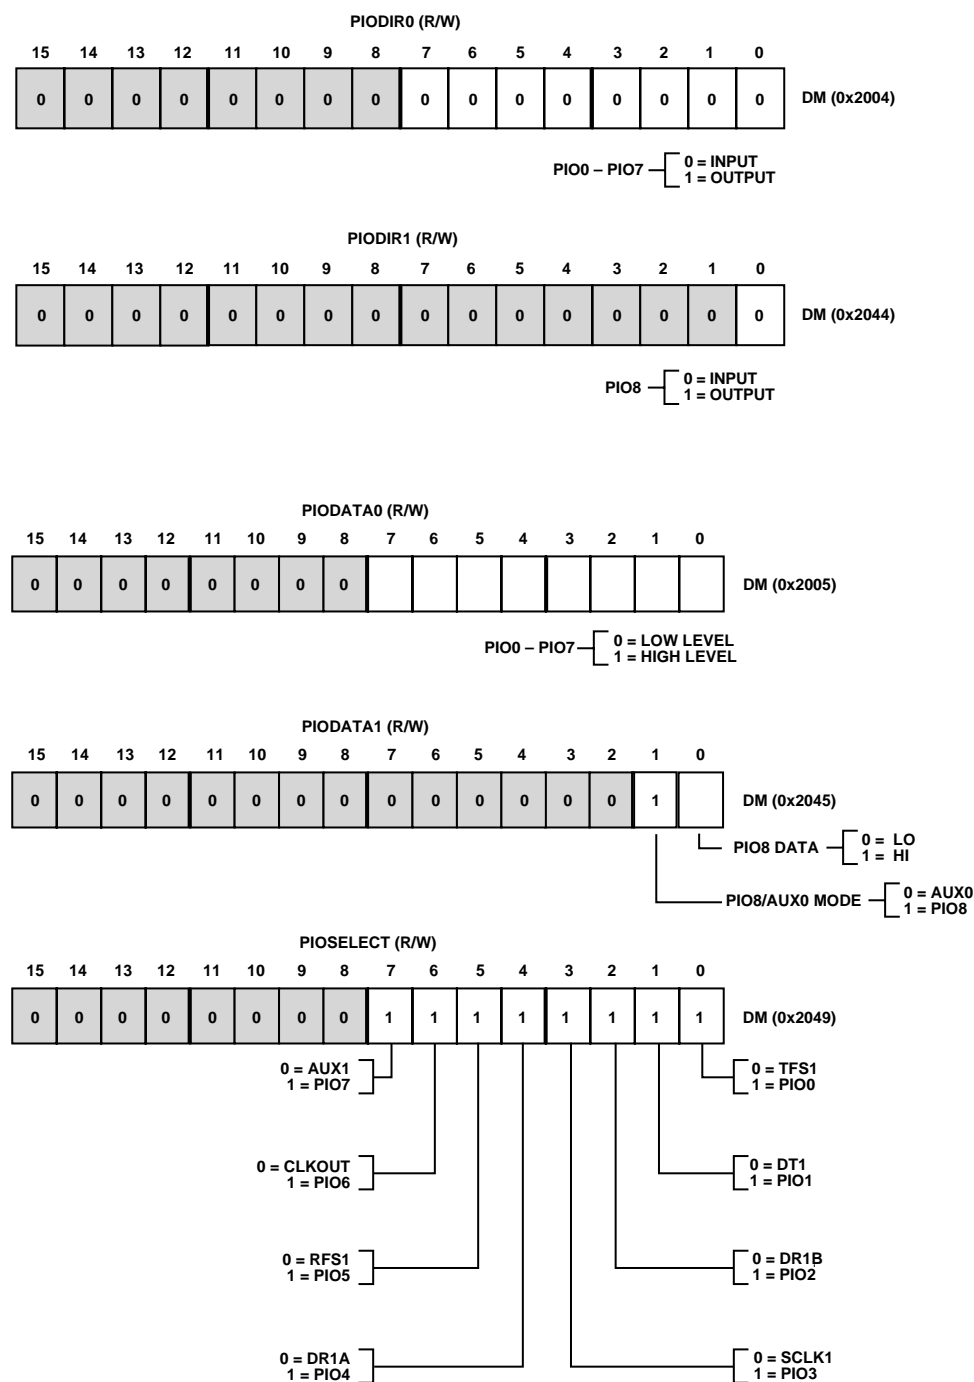 PIODIR0 (R/W)
15 14 13 12 11 10 9 8 7 6 5 4 3 2 1 0
0 0 0 0 0 0 0 0 0 0 0 0 0 0 0 0 DM (0x2004)
PIO0 – PIO7 0 = INPUT
1 = OUTPUT
PIODIR1 (R/W)
15 14 13 12 11 10 9 8 7 6 5 4 3 2 1 0
0 0 0 0 0 0 0 0 0 0 0 0 0 0 0 0 DM (0x2044)
PIO8 0 = INPUT
1 = OUTPUT
PIODATA0 (R/W)
15 14 13 12 11 10 9 8 7 6 5 4 3 2 1 0
0 0 0 0 0 0 0 0 DM (0x2005)
PIO0 – PIO7 0 = LOW LEVEL
1 = HIGH LEVEL
PIODATA1 (R/W)
15 14 13 12 11 10 9 8 7 6 5 4 3 2 1 0
0 0 0 0 0 0 0 0 0 0 0 0 0 0 1 DM (0x2045)
PIO8 DATA 0 = LO
1 = HI
PIO8/AUX0 MODE 0 = AUX0
1 = PIO8
PIOSELECT (R/W)
15 14 13 12 11 10 9 8 7 6 5 4 3 2 1 0
0 0 0 0 0 0 0 0 1 1 1 1 1 1 1 1 DM (0x2049)
0 = AUX1 0 = TFS1
1 = PIO7 1 = PIO0
0 = CLKOUT 0 = DT1
1 = PIO6 1 = PIO1
0 = RFS1 0 = DR1B
1 = PIO5 1 = PIO2
0 = DR1A 0 = SCLK1
1 = PIO4 1 = PIO3